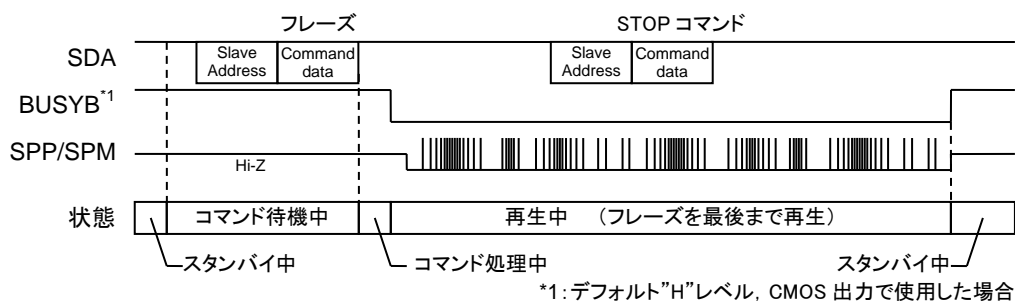 フレーズ
STOP コマンド
SDA
Slave
Address
Command
data
Slave
Address
Command
data
BUSYB*1
SPP/SPM
Hi-Z
状態
コマンド待機中
再生中 （フレーズを最後まで再生）
スタンバイ中
コマンド処理中
スタンバイ中
*1：デフォルト”H”レベル，CMOS 出力で使用した場合